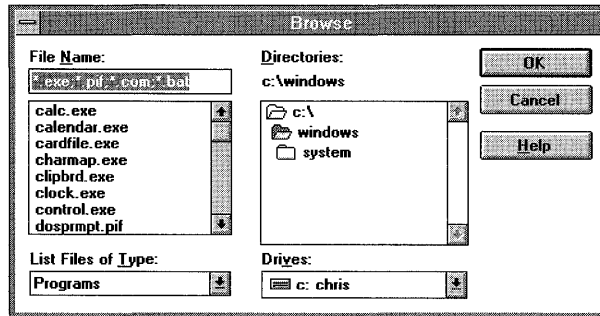 Browse
File Name:
*.exe;*.pif;*.com;*.bat
calc.exe
calendar.exe
cardfile.exe
charmap.exe
clipbrd.exe
clock.exe
control.exe
dosprmpt.pif
List Files of Type:
Programs
Directories:
c:\windows
c:\
windows
system
Drives:
c: chris
OK
Cancel
Help